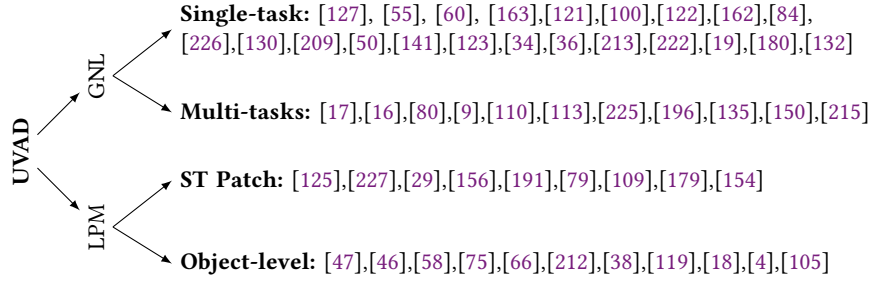 Single-task: [127], [55], [60], [163],[121],[100],[122],[162],[84],
[226],[130],[209],[50],[141],[123],[34],[36],[213],[222],[19],[180],[132]
GNL
Multi-tasks: [17],[16],[80],[9],[110],[113],[225],[196],[135],[150],[215]
UVAD
ST Patch: [125],[227],[29],[156],[191],[79],[109],[179],[154]
LPM
Object-level: [47],[46],[58],[75],[66],[212],[38],[119],[18],[4],[105]